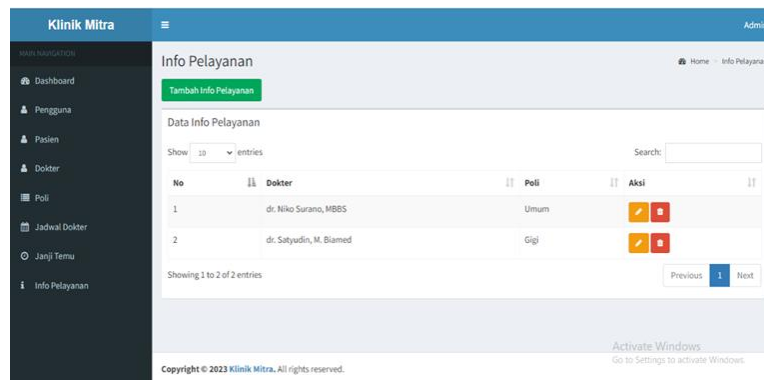 Klinik Mitra
Admi
MAIN NAVIGATION
Dashboard
Pengguna
Pasien
Dokter
Poli
Jadwal Dokter
Janji Temu
Info Pelayanan
Info Pelayanan
Home > Info Pelayana
Tambah Info Pelayanan
Data Info Pelayanan
Show 10 entries
Search:
No Dokter Poli Aksi
1 dr. Niko Surano, MBBS Umum
2 dr. Satyudin, M. Biamed Gigi
Showing 1 to 2 of 2 entries
Previous 1 Next
Activate Windows
Go to Settings to activate Windows.
Copyright © 2023 Klinik Mitra. All rights reserved.